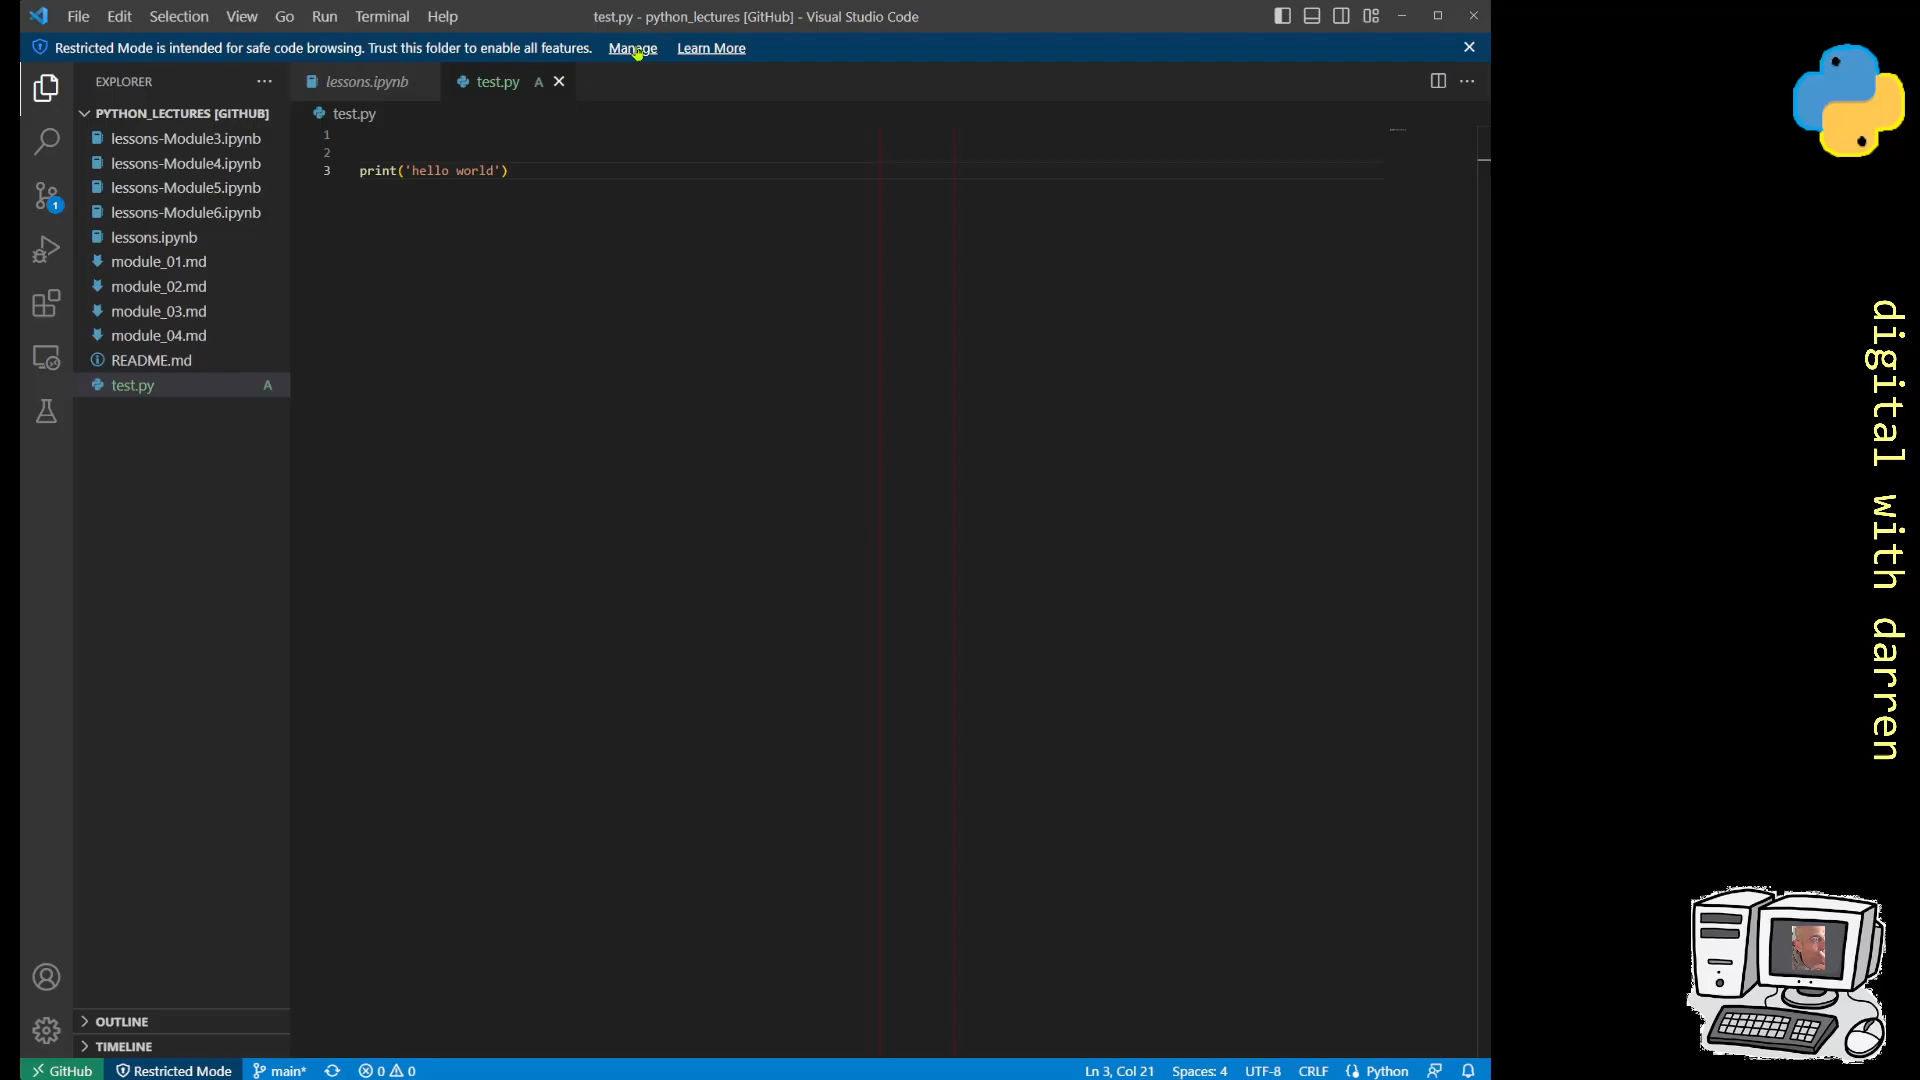 File Edit Selection View Go Run Terminal Help
test.py - python_lectures [GitHub] - Visual Studio Code
Restricted Mode is intended for safe code browsing. Trust this folder to enable all features. Manage Learn More
EXPLORER
PYTHON_LECTURES [GITHUB]
lessons-Module3.ipynb
lessons-Module4.ipynb
lessons-Module5.ipynb
lessons-Module6.ipynb
lessons.ipynb
module_01.md
module_02.md
module_03.md
module_04.md
README.md
test.py A
1
OUTLINE
TIMELINE
lessons.ipynb
test.py A
test.py
1
2
3 print('hello world')
GitHub Restricted Mode main* 0 0
Ln 3, Col 21 Spaces: 4 UTF-8 CRLF Python
digital with darren